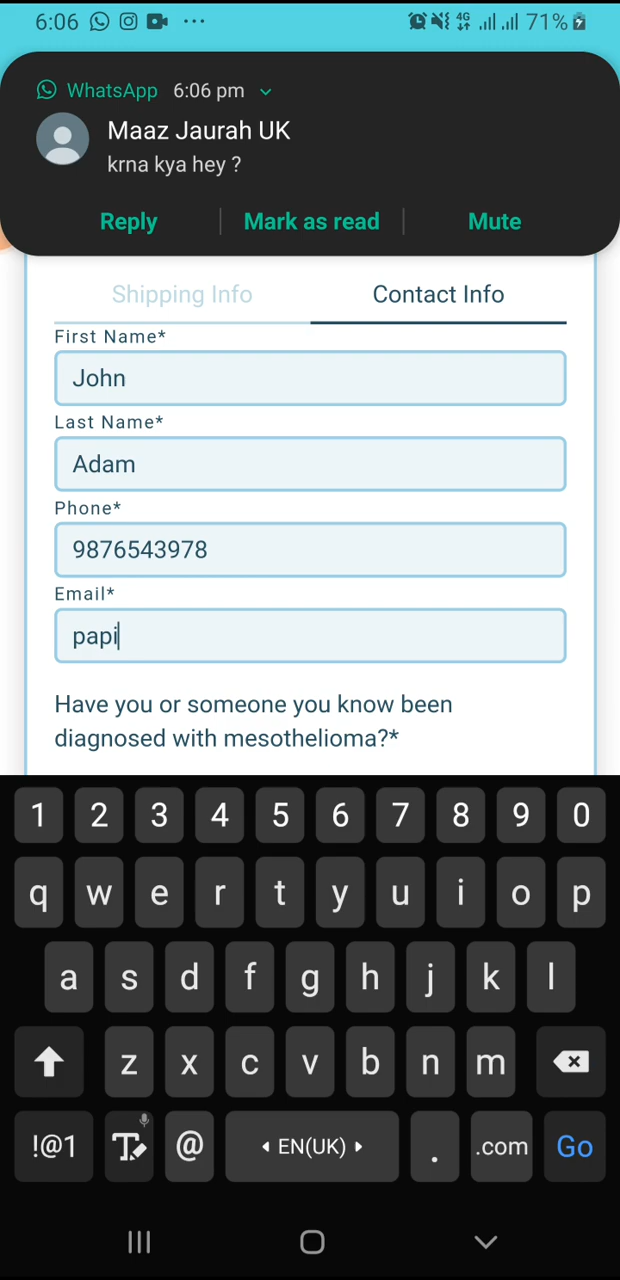 6:06 71%
4G
WhatsApp 6:06 pm
Maaz Jaurah UK
krna kya hey ?
Reply Mark as read Mute
Shipping Info Contact Info
First Name*
John
Last Name*
Adam
Phone*
9876543978
Email*
papi
Have you or someone you know been
diagnosed with mesothelioma?*
1 2 3 4 5 6 7 8 9 0
q w e r t y u i o p
a s d f g h j k l
z x c v b n m
!@1 T @ EN(UK) . .com Go